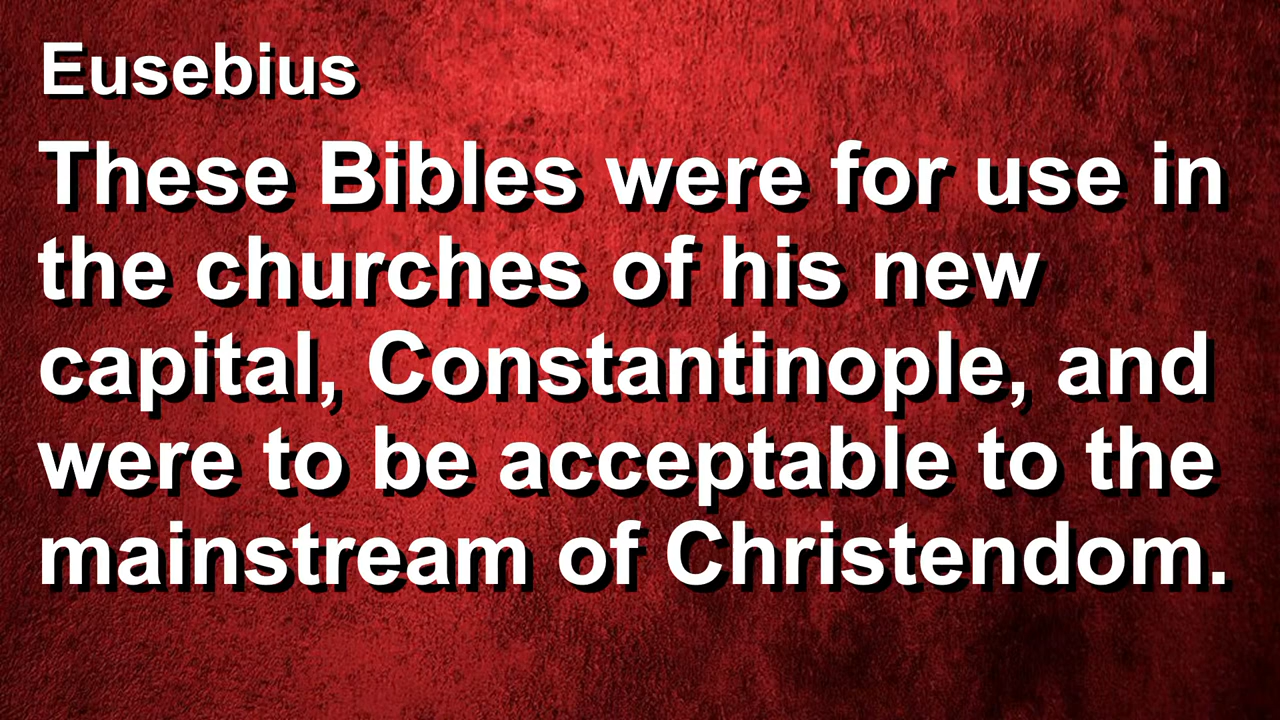 Eusebius
These Bibles were for use in
the churches of his new
capital, Constantinople, and
were to be acceptable to the
mainstream of Christendom.